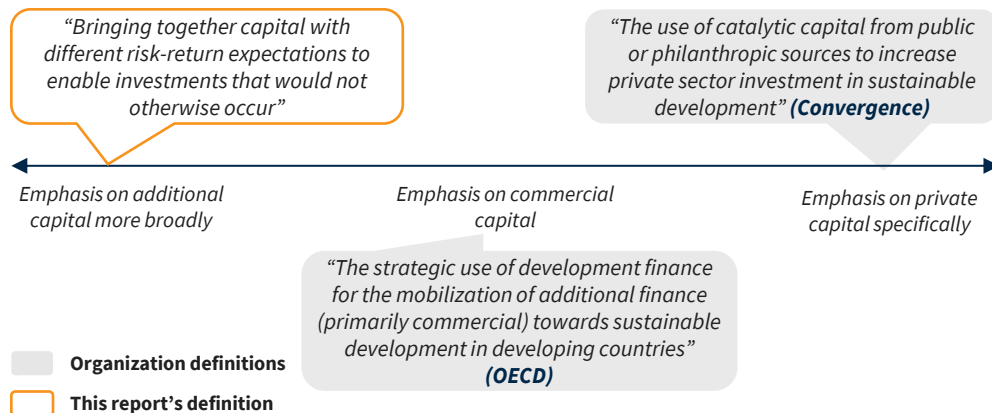 “Bringing together capital with
different risk-return expectations to
enable investments that would not
otherwise occur”
“The use of catalytic capital from public
or philanthropic sources to increase
private sector investment in sustainable
development” (Convergence)
Emphasis on additional
capital more broadly
Emphasis on commercial
capital
Emphasis on private
capital specifically
“The strategic use of development finance
for the mobilization of additional finance
(primarily commercial) towards sustainable
development in developing countries”
(OECD)
Organization definitions
This report’s definition